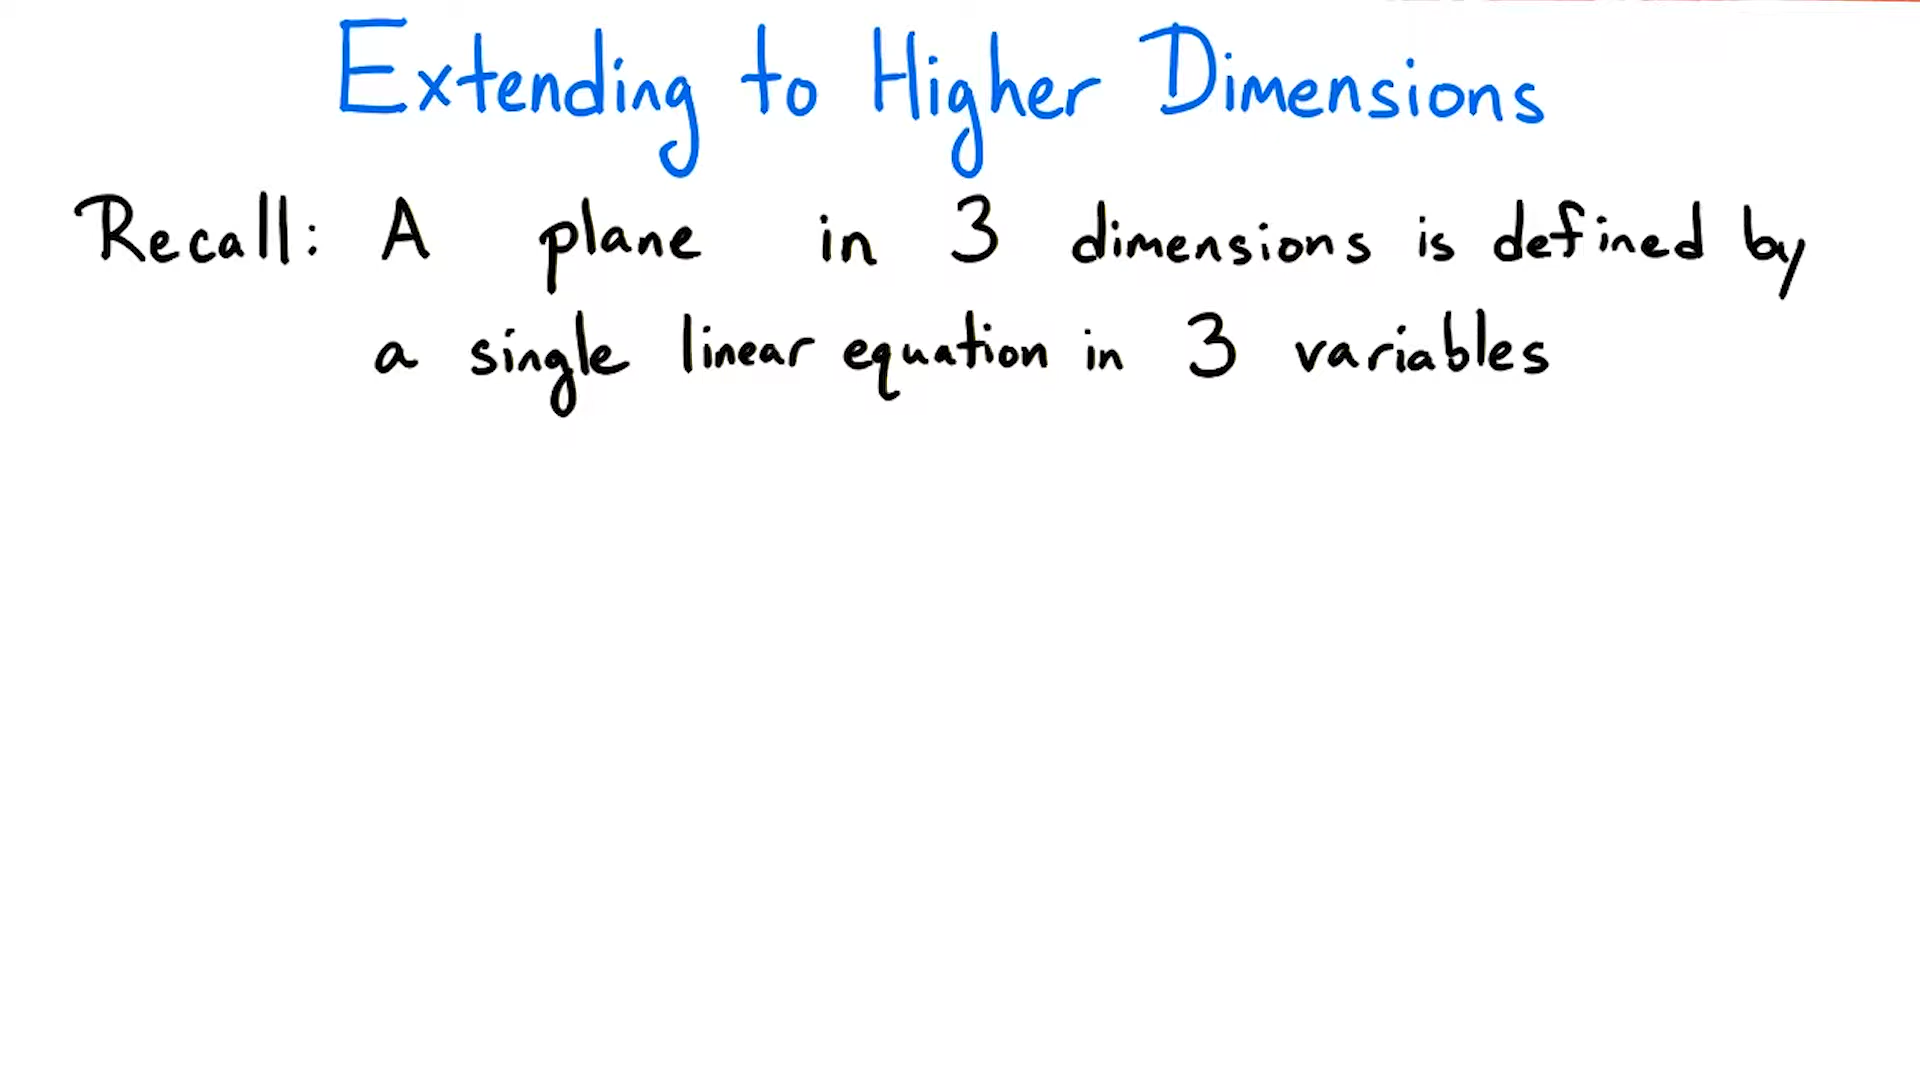 Extending to Higher Dimensions
Recall: A plane in 3 dimensions is defined by
a single linear equation in 3 variables